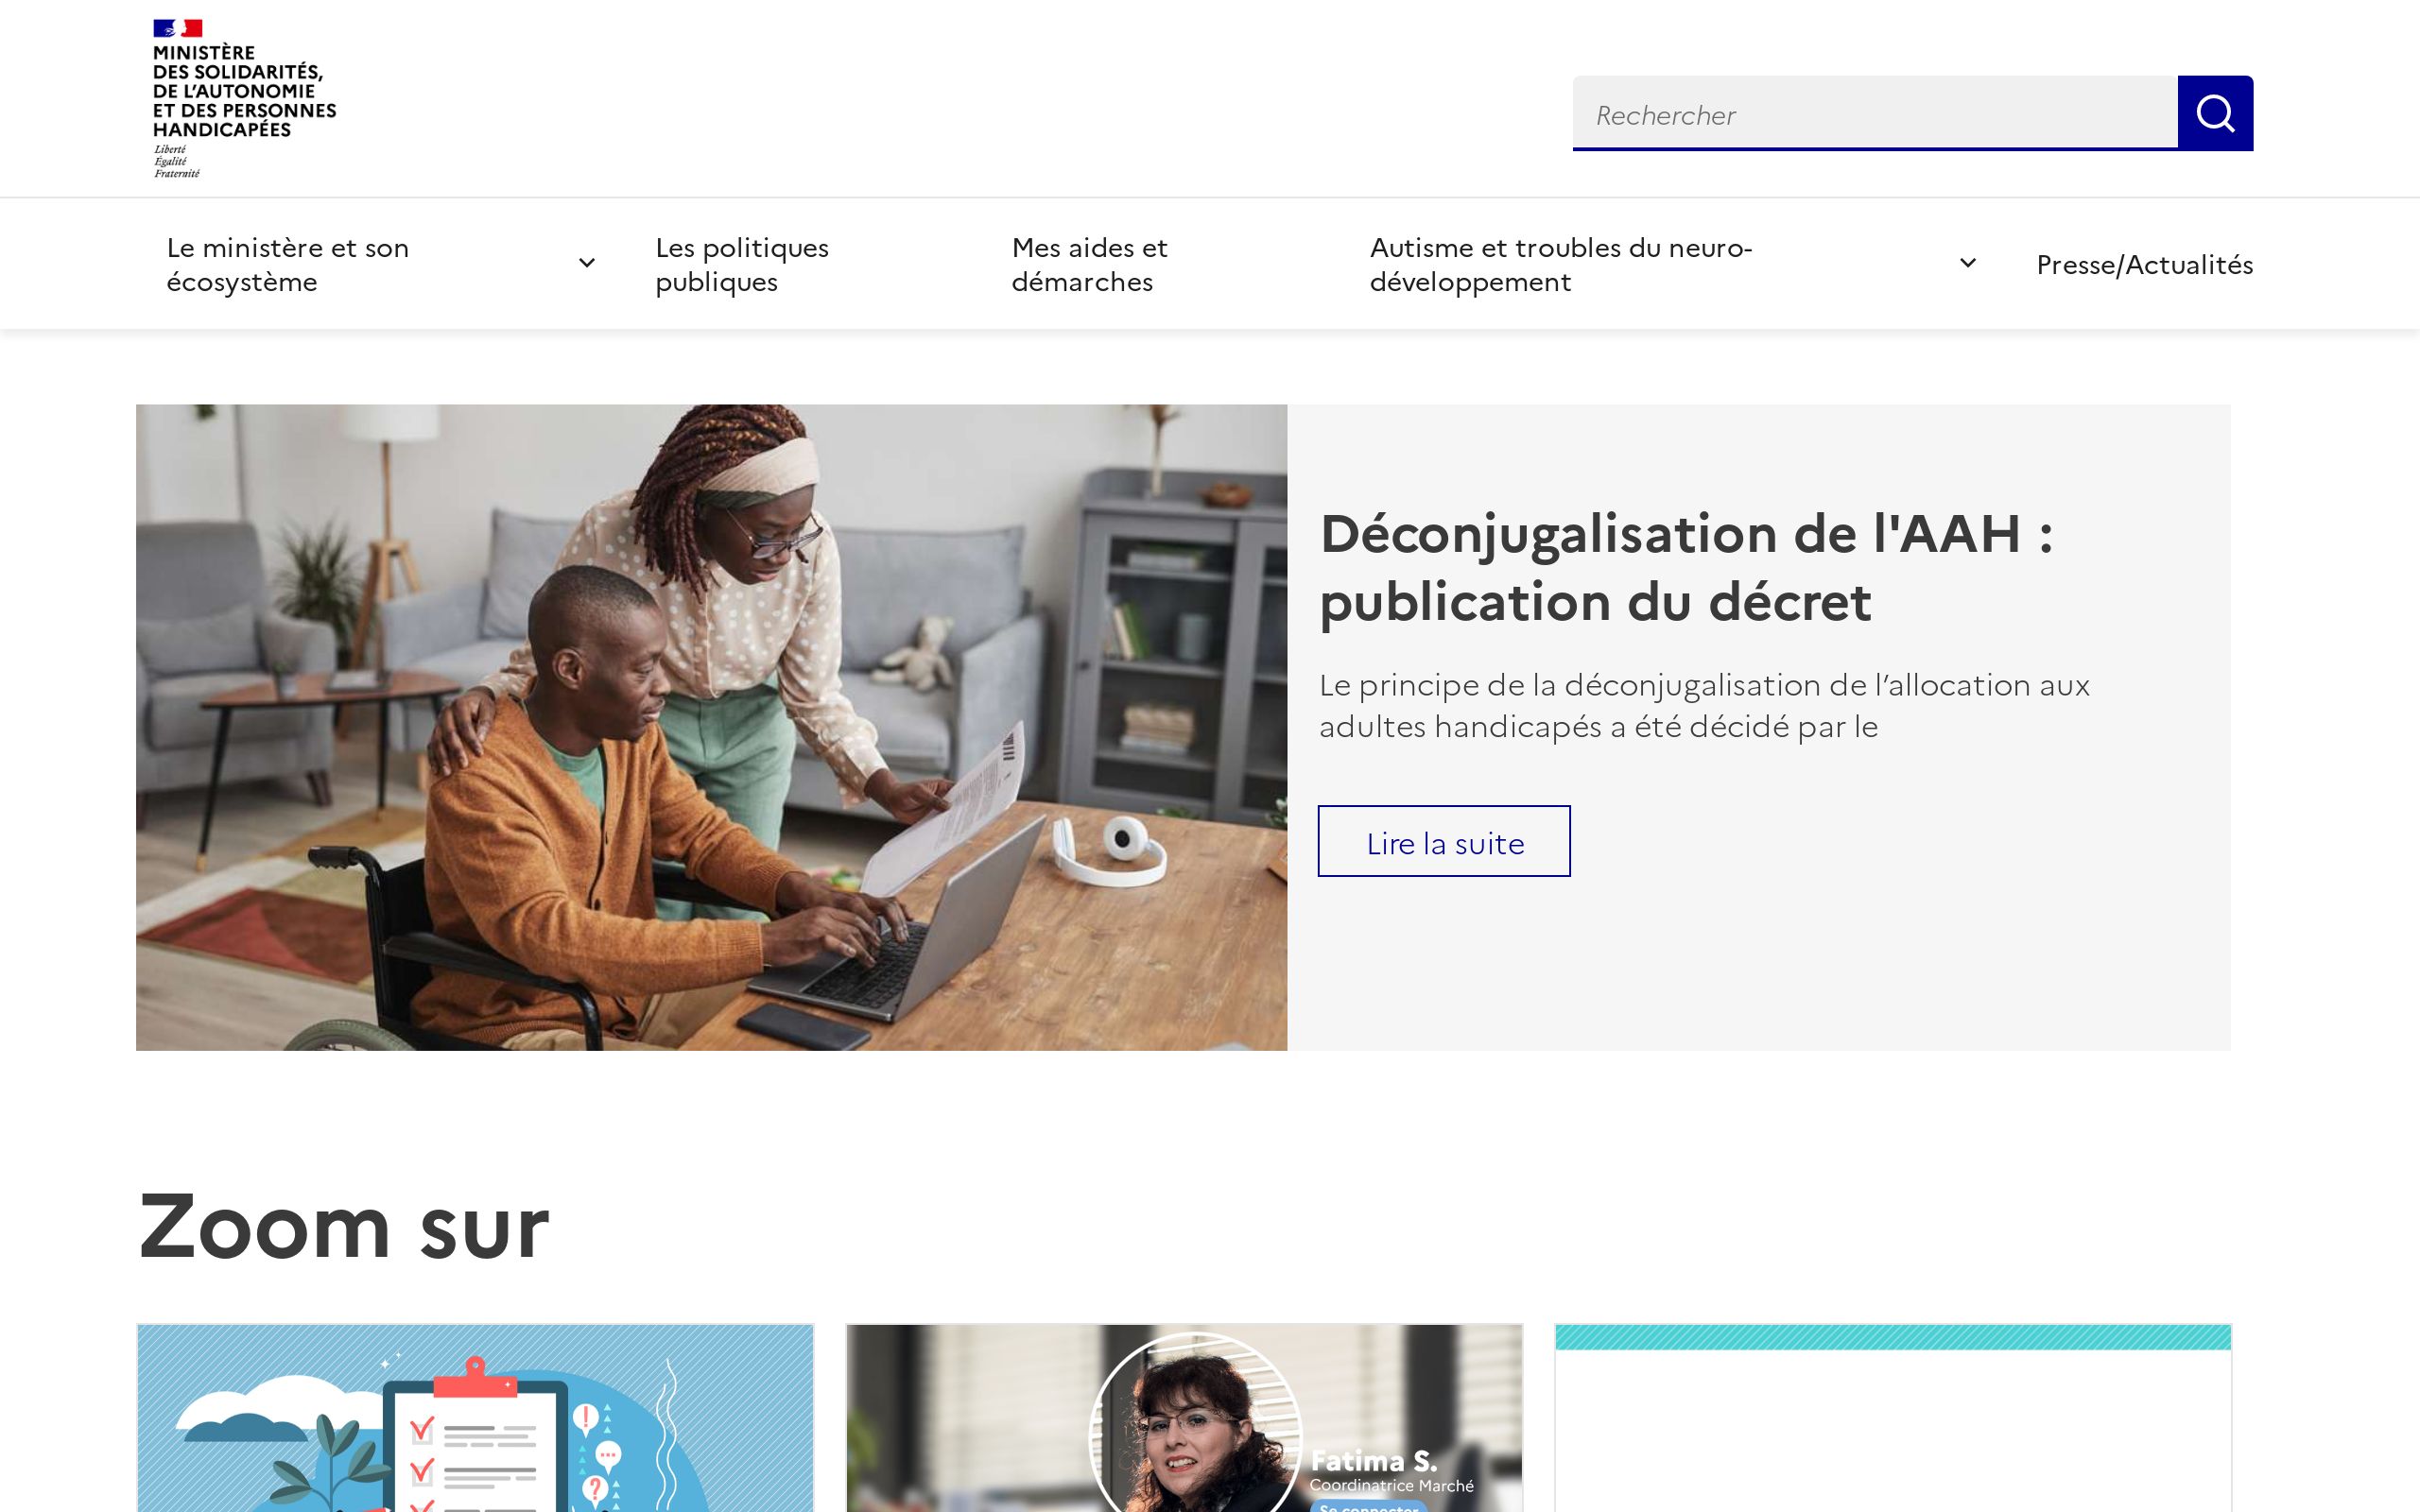 MINISTÈRE
DES SOLIDARITÉS,
DE L'AUTONOMIE
ET DES PERSONNES
HANDICAPÉES
Liberté
Égalité
Fraternité
Rechercher
Le ministère et son
écosystème
Les politiques
publiques
Mes aides et
démarches
Autisme et troubles du neuro-
développement
Presse/Actualités
Déconjugalisation de l'AAH :
publication du décret
Le principe de la déconjugalisation de l’allocation aux
adultes handicapés a été décidé par le
Lire la suite
Zoom sur
Fatima S.
Coordinatrice Marché
Se connecter